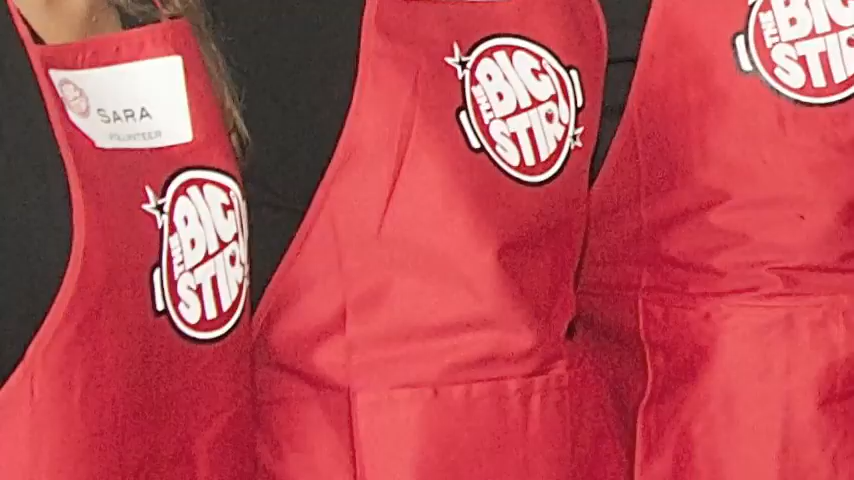 SARA
VOLUNTEER
THE
BIG
STIR
THE
BIG
STIR
THE
BIG
STIR